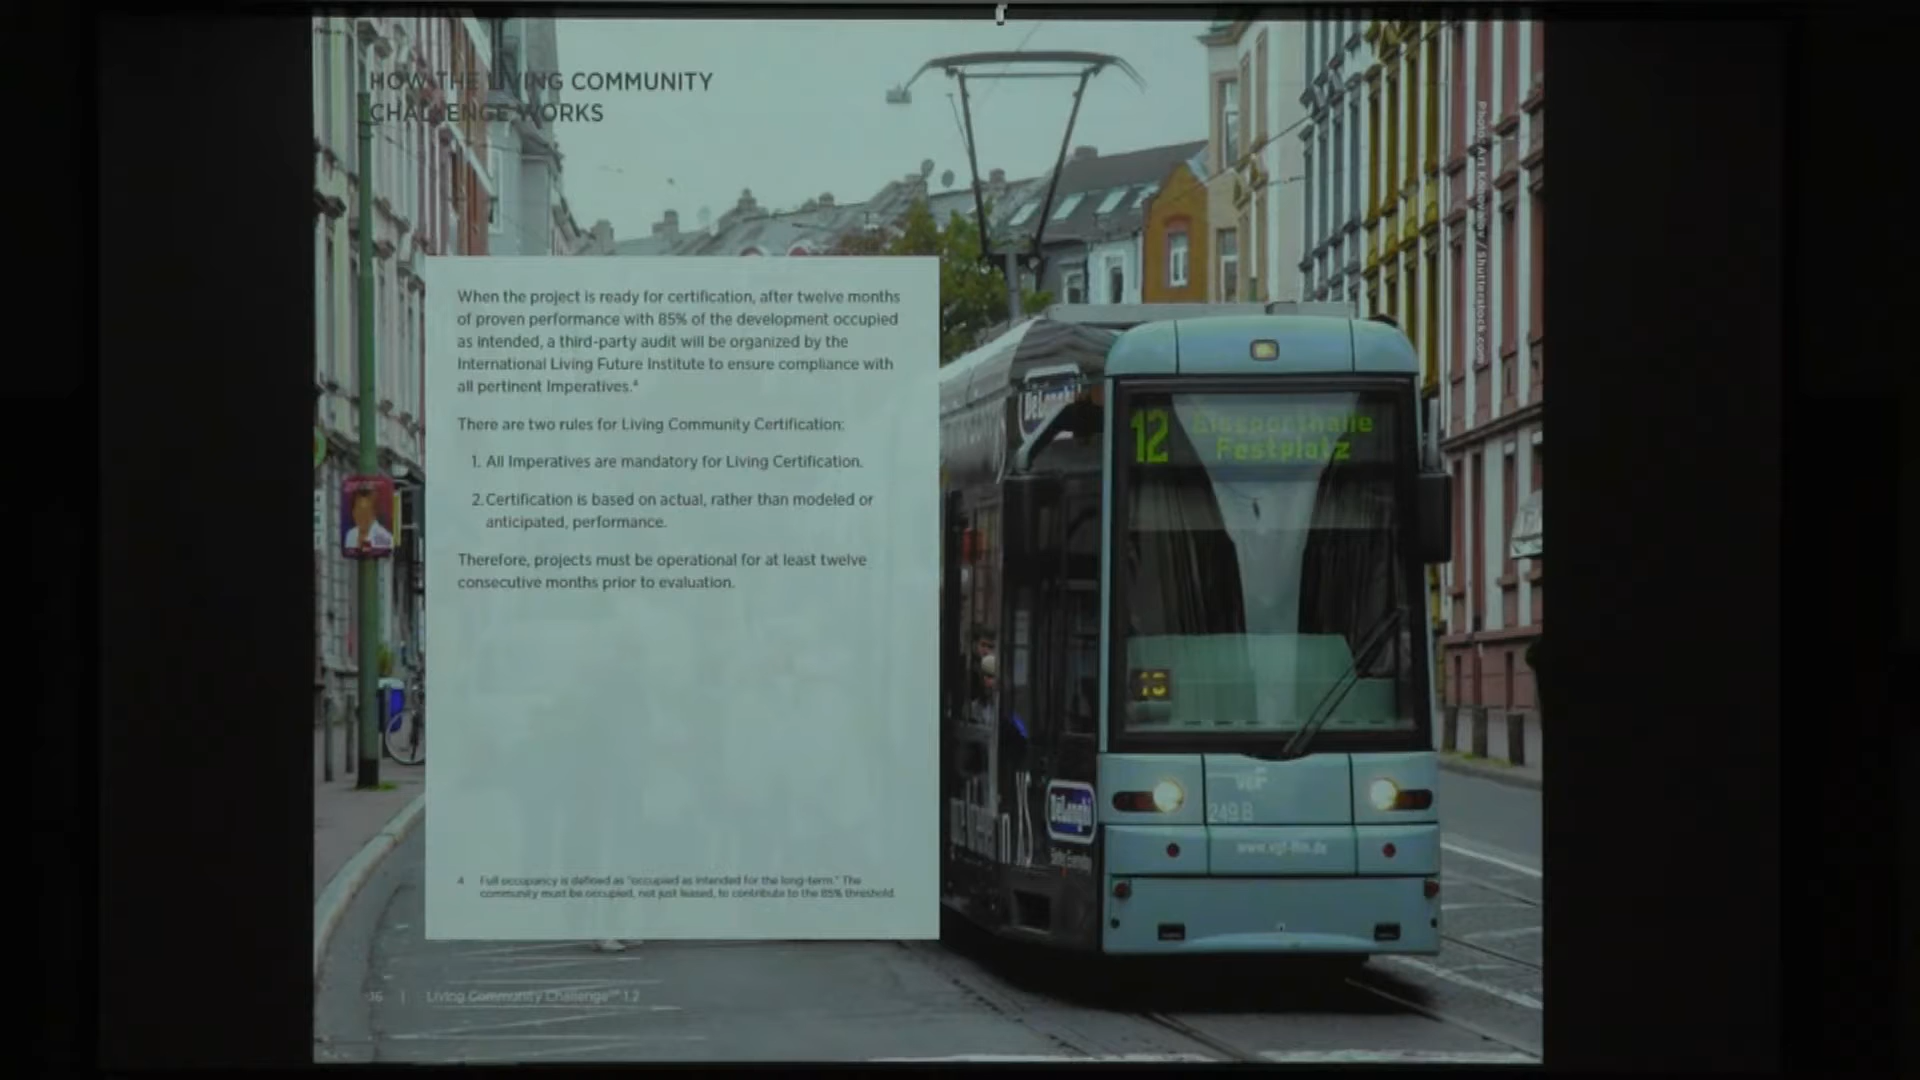 HOW THE LIVING COMMUNITY
CHALLENGE WORKS
When the project is ready for certification, after twelve months
of proven performance with 85% of the development occupied
as intended, a third-party audit will be organized by the
International Living Future Institute to ensure compliance with
all pertinent Imperatives.⁴
There are two rules for Living Community Certification:
1. All Imperatives are mandatory for Living Certification.
2. Certification is based on actual, rather than modeled or
anticipated, performance.
Therefore, projects must be operational for at least twelve
consecutive months prior to evaluation.
4 Full occupancy is defined as "occupied as intended for the long-term." The
community must be occupied, not just leased, to contribute to the 85% threshold.
16 | Living Community Challenge℠ 1.2
/ Shutterstock.com
DeLonghi
12
Festplatz
249 B
DeLonghi